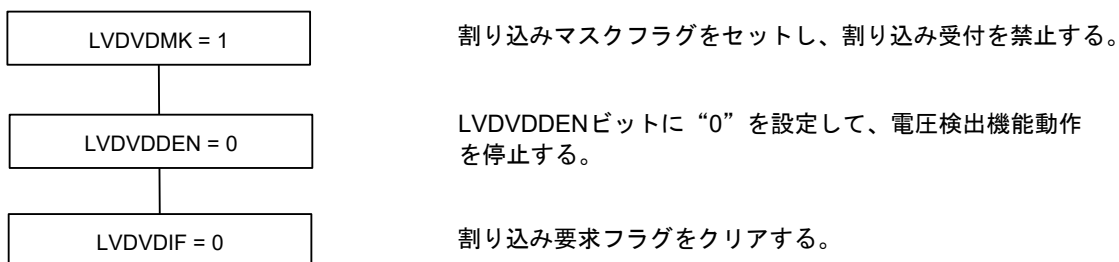 LVDVDMK = 1
割り込みマスクフラグをセットし、割り込み受付を禁止する。
LVDVDDEN = 0
LVDVDDENビットに“0”を設定して、電圧検出機能動作
を停止する。
LVDVDIF = 0
割り込み要求フラグをクリアする。